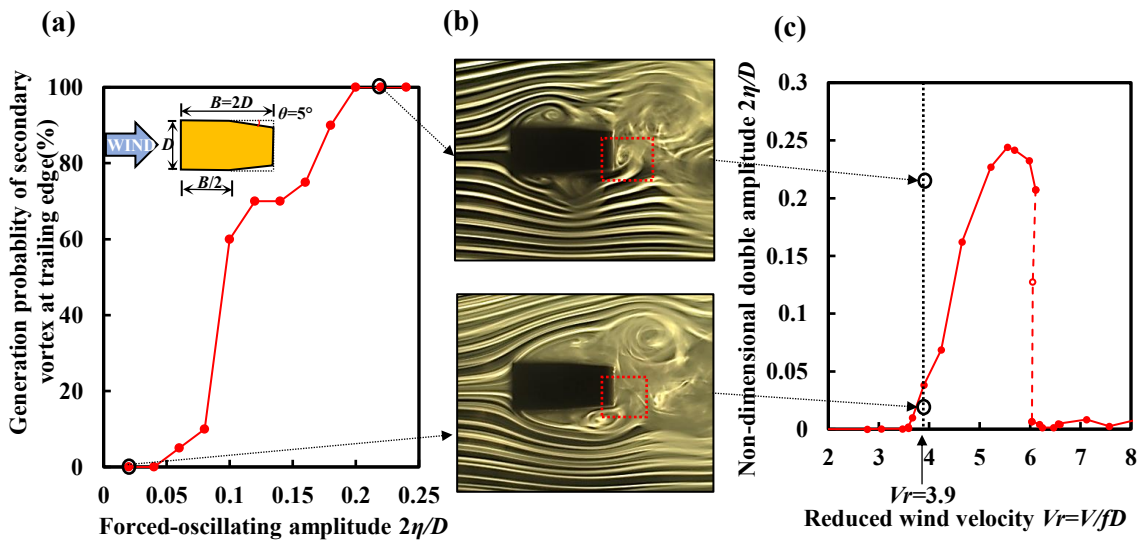 (a)
Generation probablity of secondary
vortex at trailing edge(%)
100
80
60
40
20
0
0
0.05
0.1
0.15
0.2
0.25
Forced-oscillating amplitude 2η/D
WIND
B=2D
θ=5°
D
B/2
(b)
(c)
Non-dimensional double amplitude 2η/D
0.3
0.25
0.2
0.15
0.1
0.05
0
2
3
4
5
6
7
8
Vr=3.9
Reduced wind velocity Vr=V/fD